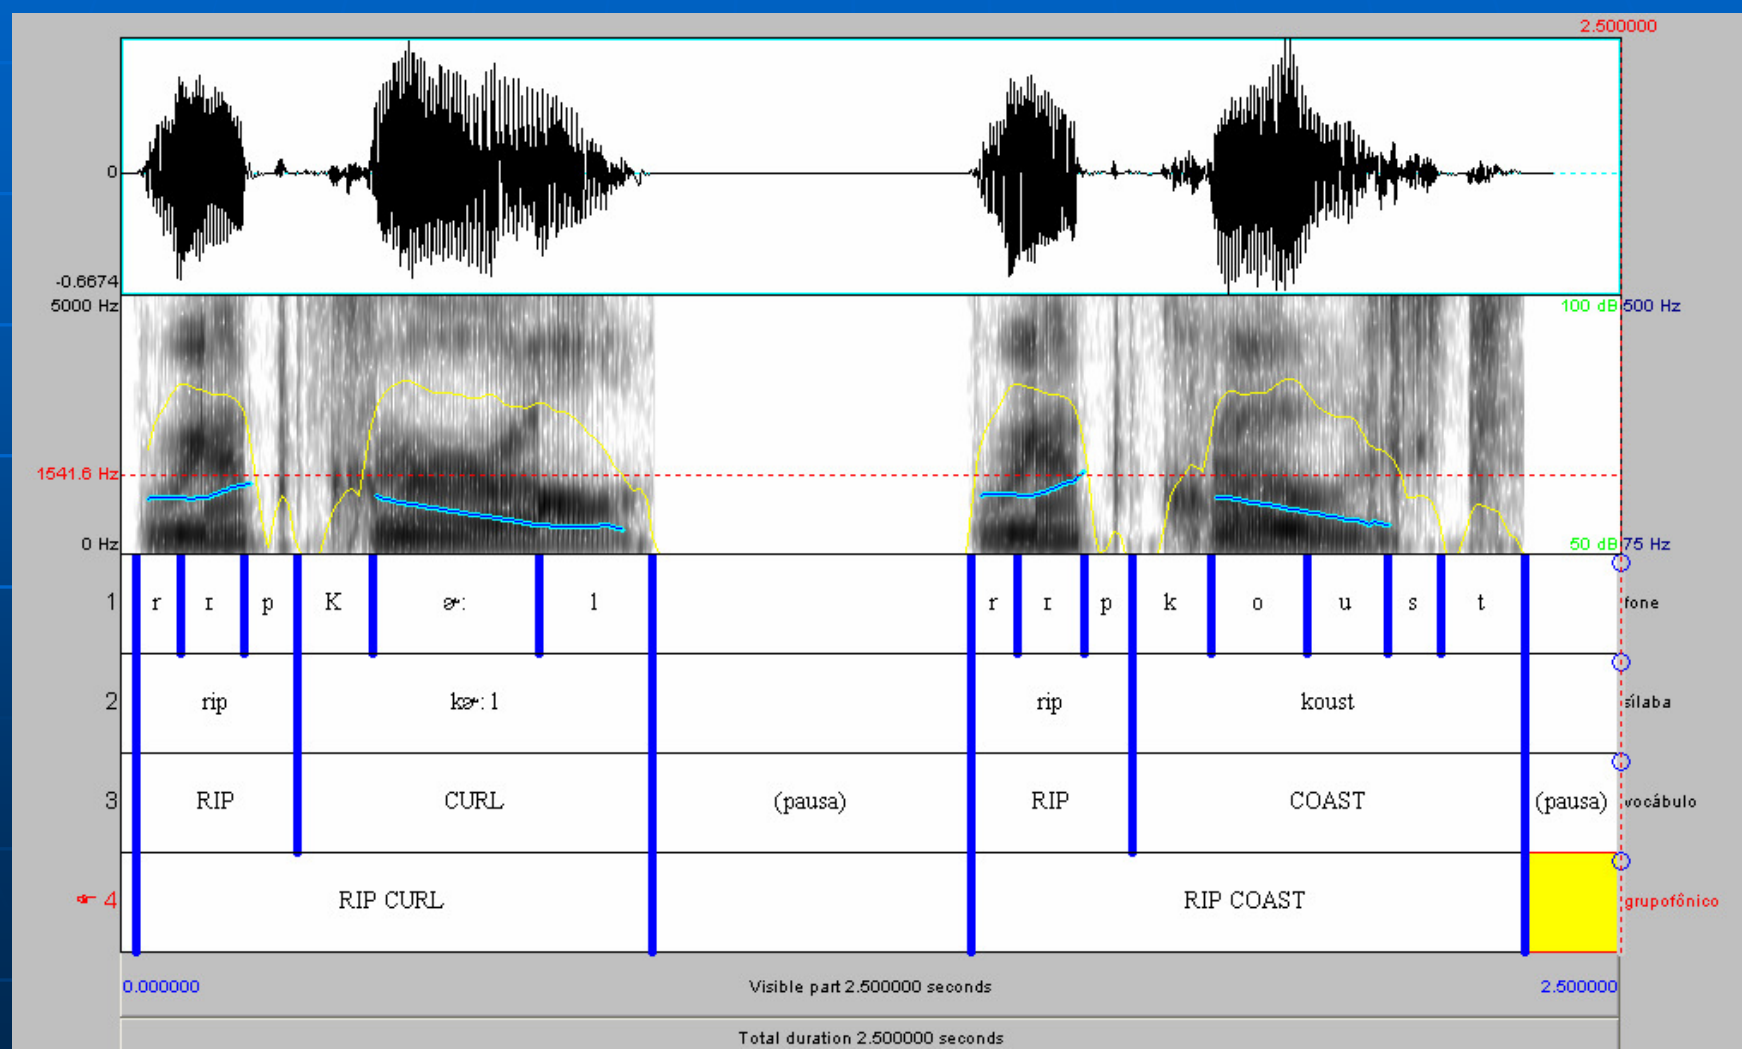 2.500000
0
-0.6674
5000 Hz 100 dB 500 Hz
1541.6 Hz
0 Hz 50 dB 75 Hz
1 r ɪ p K ɚ: l r ɪ p k o u s t fone
2 rip kɚ:l rip koust sílaba
3 RIP CURL (pausa) RIP COAST (pausa) vocábulo
☛ 4 RIP CURL RIP COAST grupofônico
0.000000 Visible part 2.500000 seconds 2.500000
Total duration 2.500000 seconds